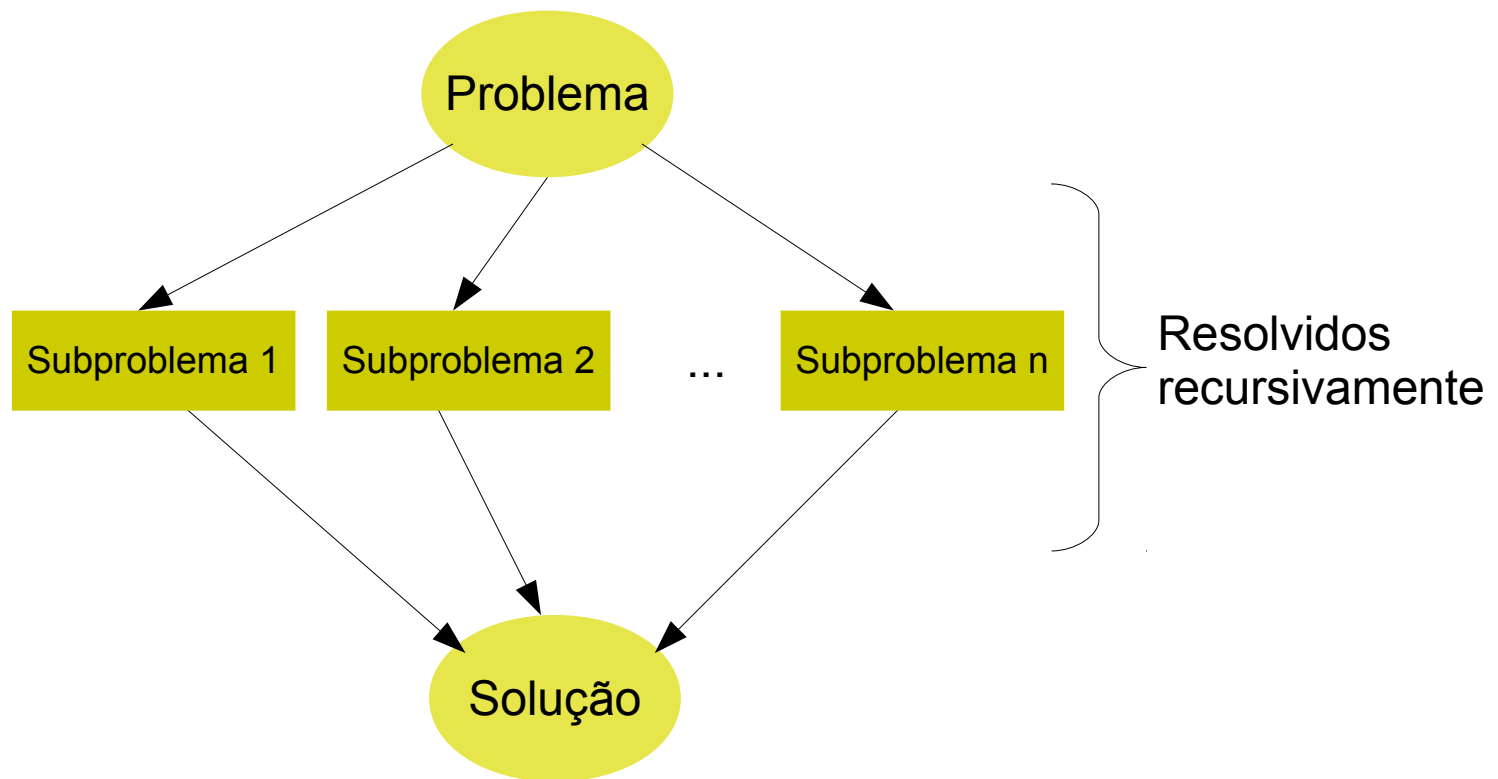 Problema
Subproblema 1
Subproblema 2
...
Subproblema n
Resolvidos
recursivamente
Solução